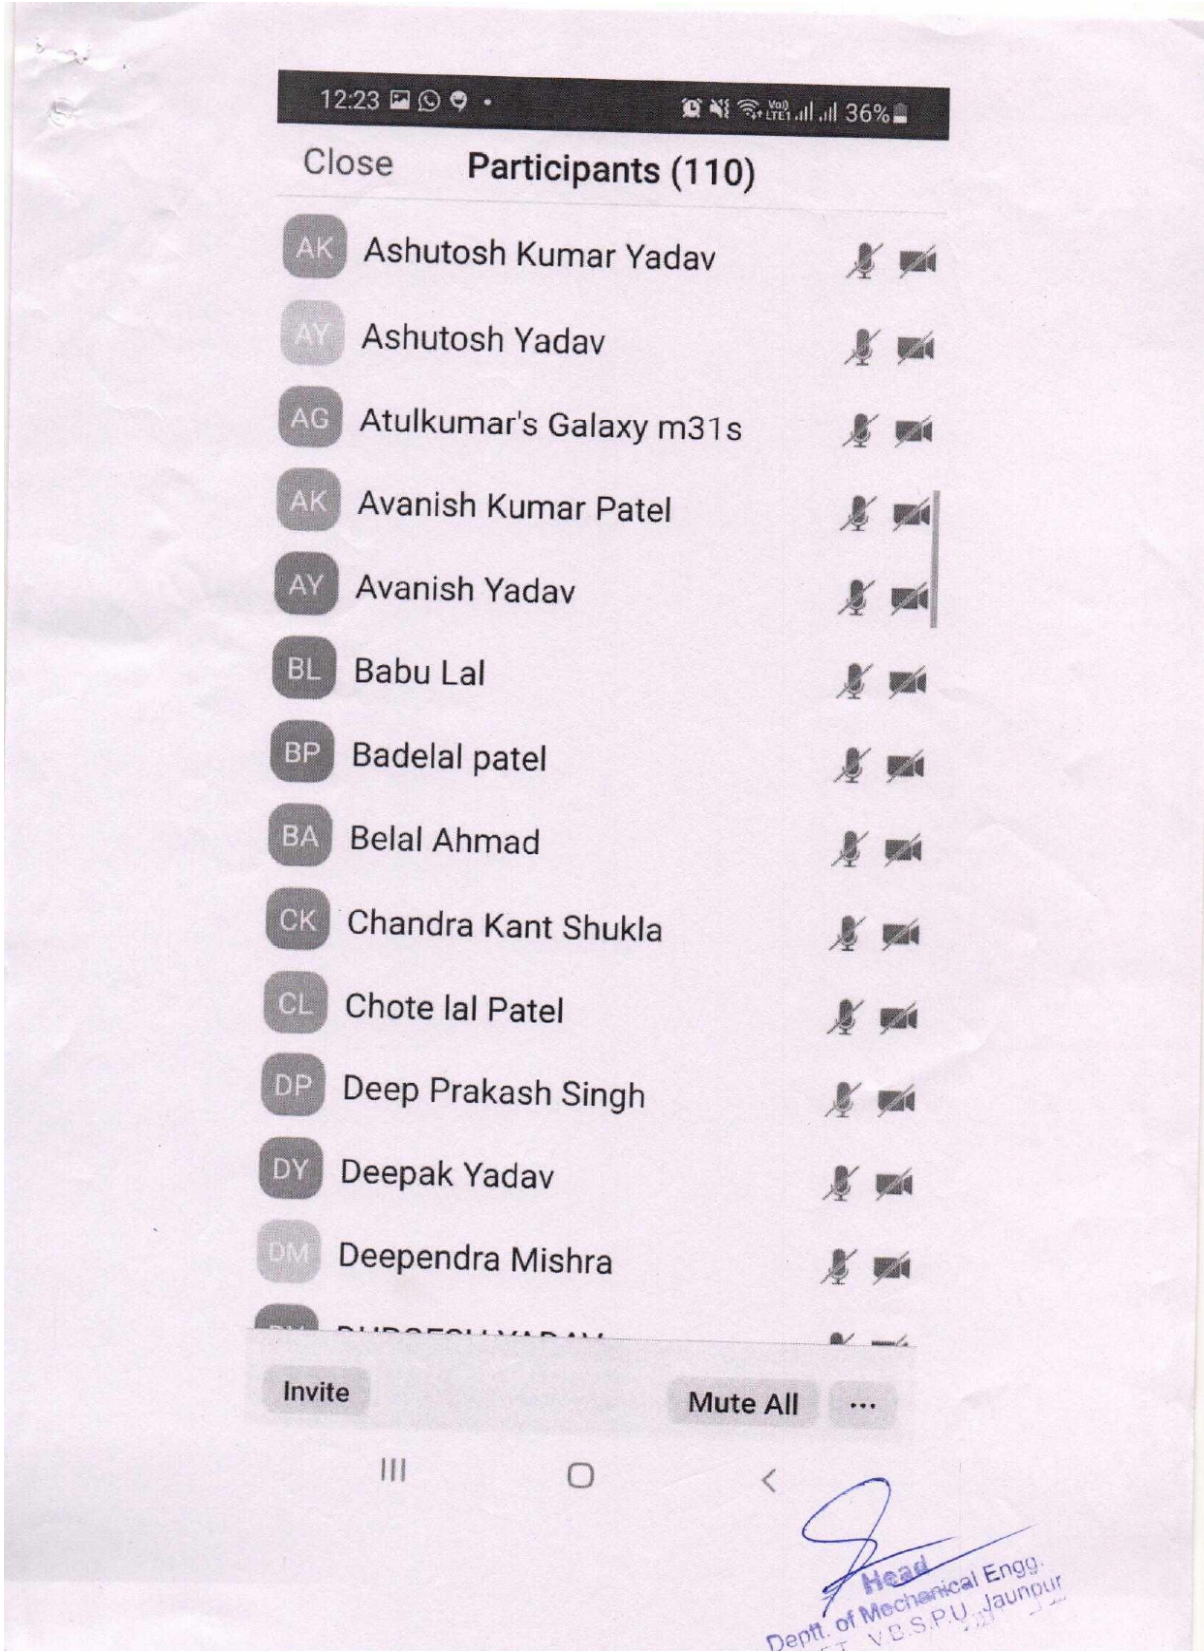 12:23 36%
Close Participants (110)
AK Ashutosh Kumar Yadav
AY Ashutosh Yadav
AG Atulkumar's Galaxy m31s
AK Avanish Kumar Patel
AY Avanish Yadav
BL Babu Lal
BP Badelal patel
BA Belal Ahmad
CK Chandra Kant Shukla
CL Chote lal Patel
DP Deep Prakash Singh
DY Deepak Yadav
DM Deependra Mishra
DURGESH YADAV
Invite Mute All ...
Head
Deptt. of Mechanical Engg.
V.B.S.P.U. Jaunpur